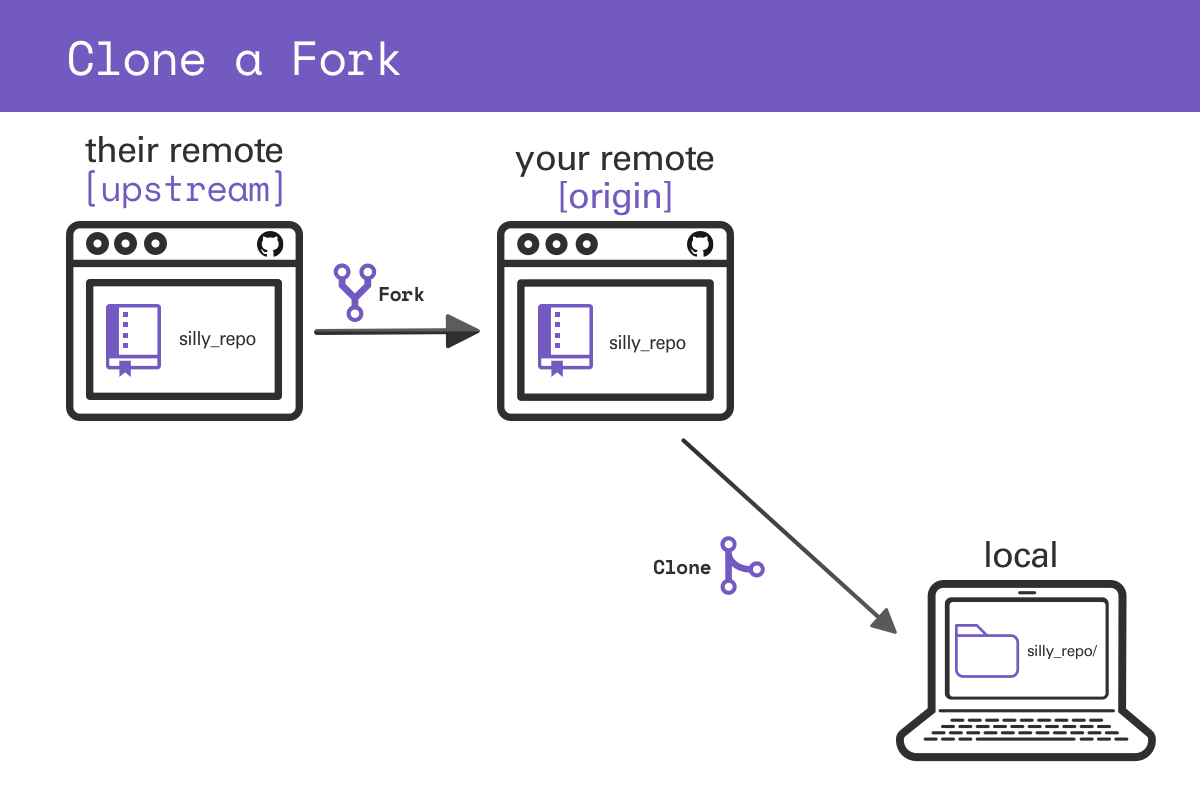 Clone a Fork
their remote
[upstream]
your remote
[origin]
Fork
silly_repo
silly_repo
Clone
local
silly_repo/